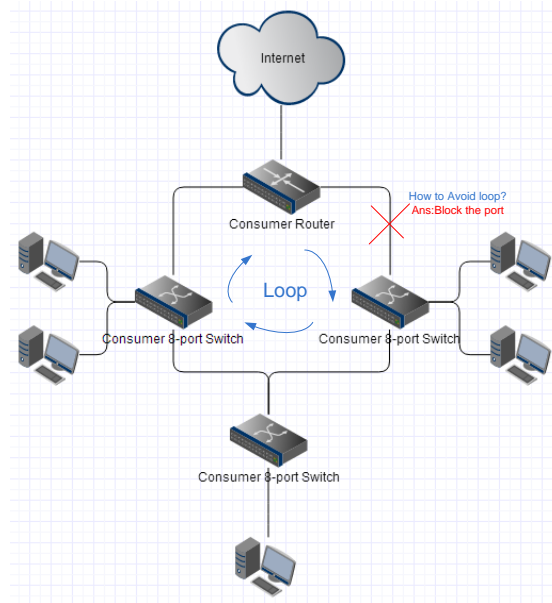 Internet
How to Avoid loop?
Ans:Block the port
Consumer Router
Loop
Consumer 8-port Switch
Consumer 8-port Switch
Consumer 8-port Switch